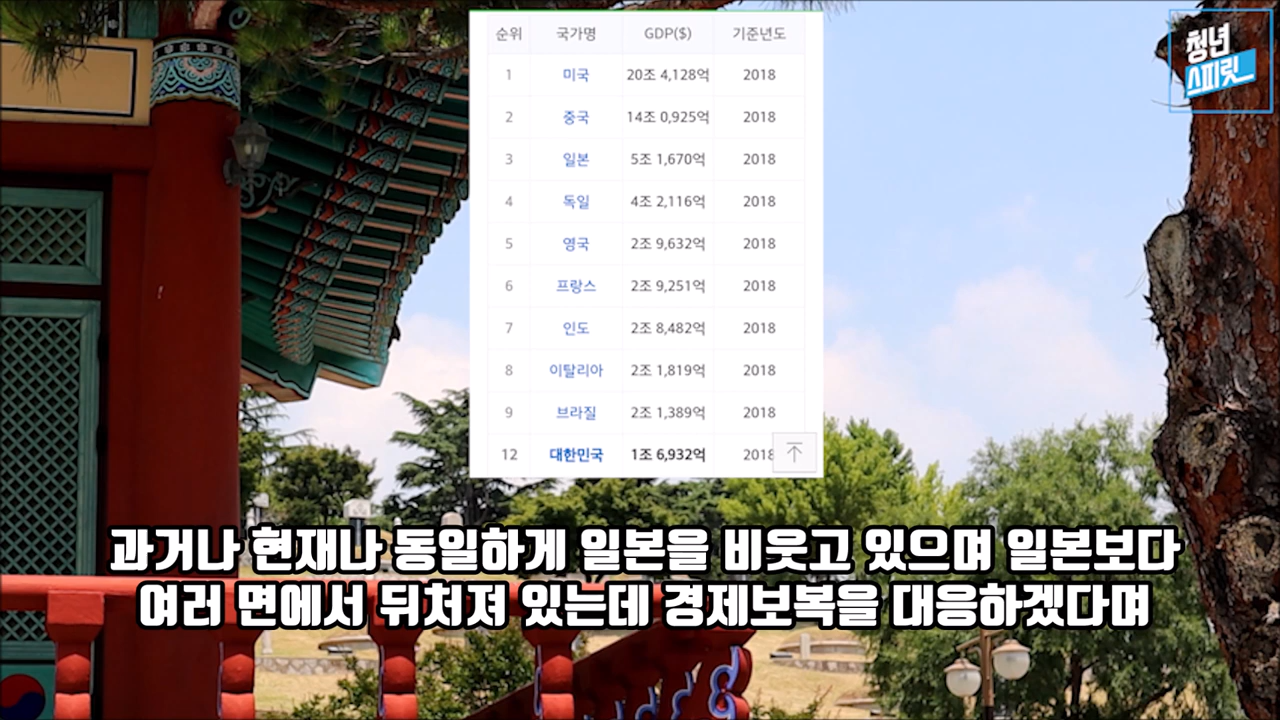 순위 국가명 GDP($) 기준년도
1 미국 20조 4,128억 2018
2 중국 14조 0,925억 2018
3 일본 5조 1,670억 2018
4 독일 4조 2,116억 2018
5 영국 2조 9,632억 2018
6 프랑스 2조 9,251억 2018
7 인도 2조 8,482억 2018
8 이탈리아 2조 1,819억 2018
9 브라질 2조 1,389억 2018
12 대한민국 1조 6,932억 2018
청년
스피릿
과거나 현재나 동일하게 일본을 비웃고 있으며 일본보다
여러 면에서 뒤처져 있는데 경제보복을 대응하겠다며